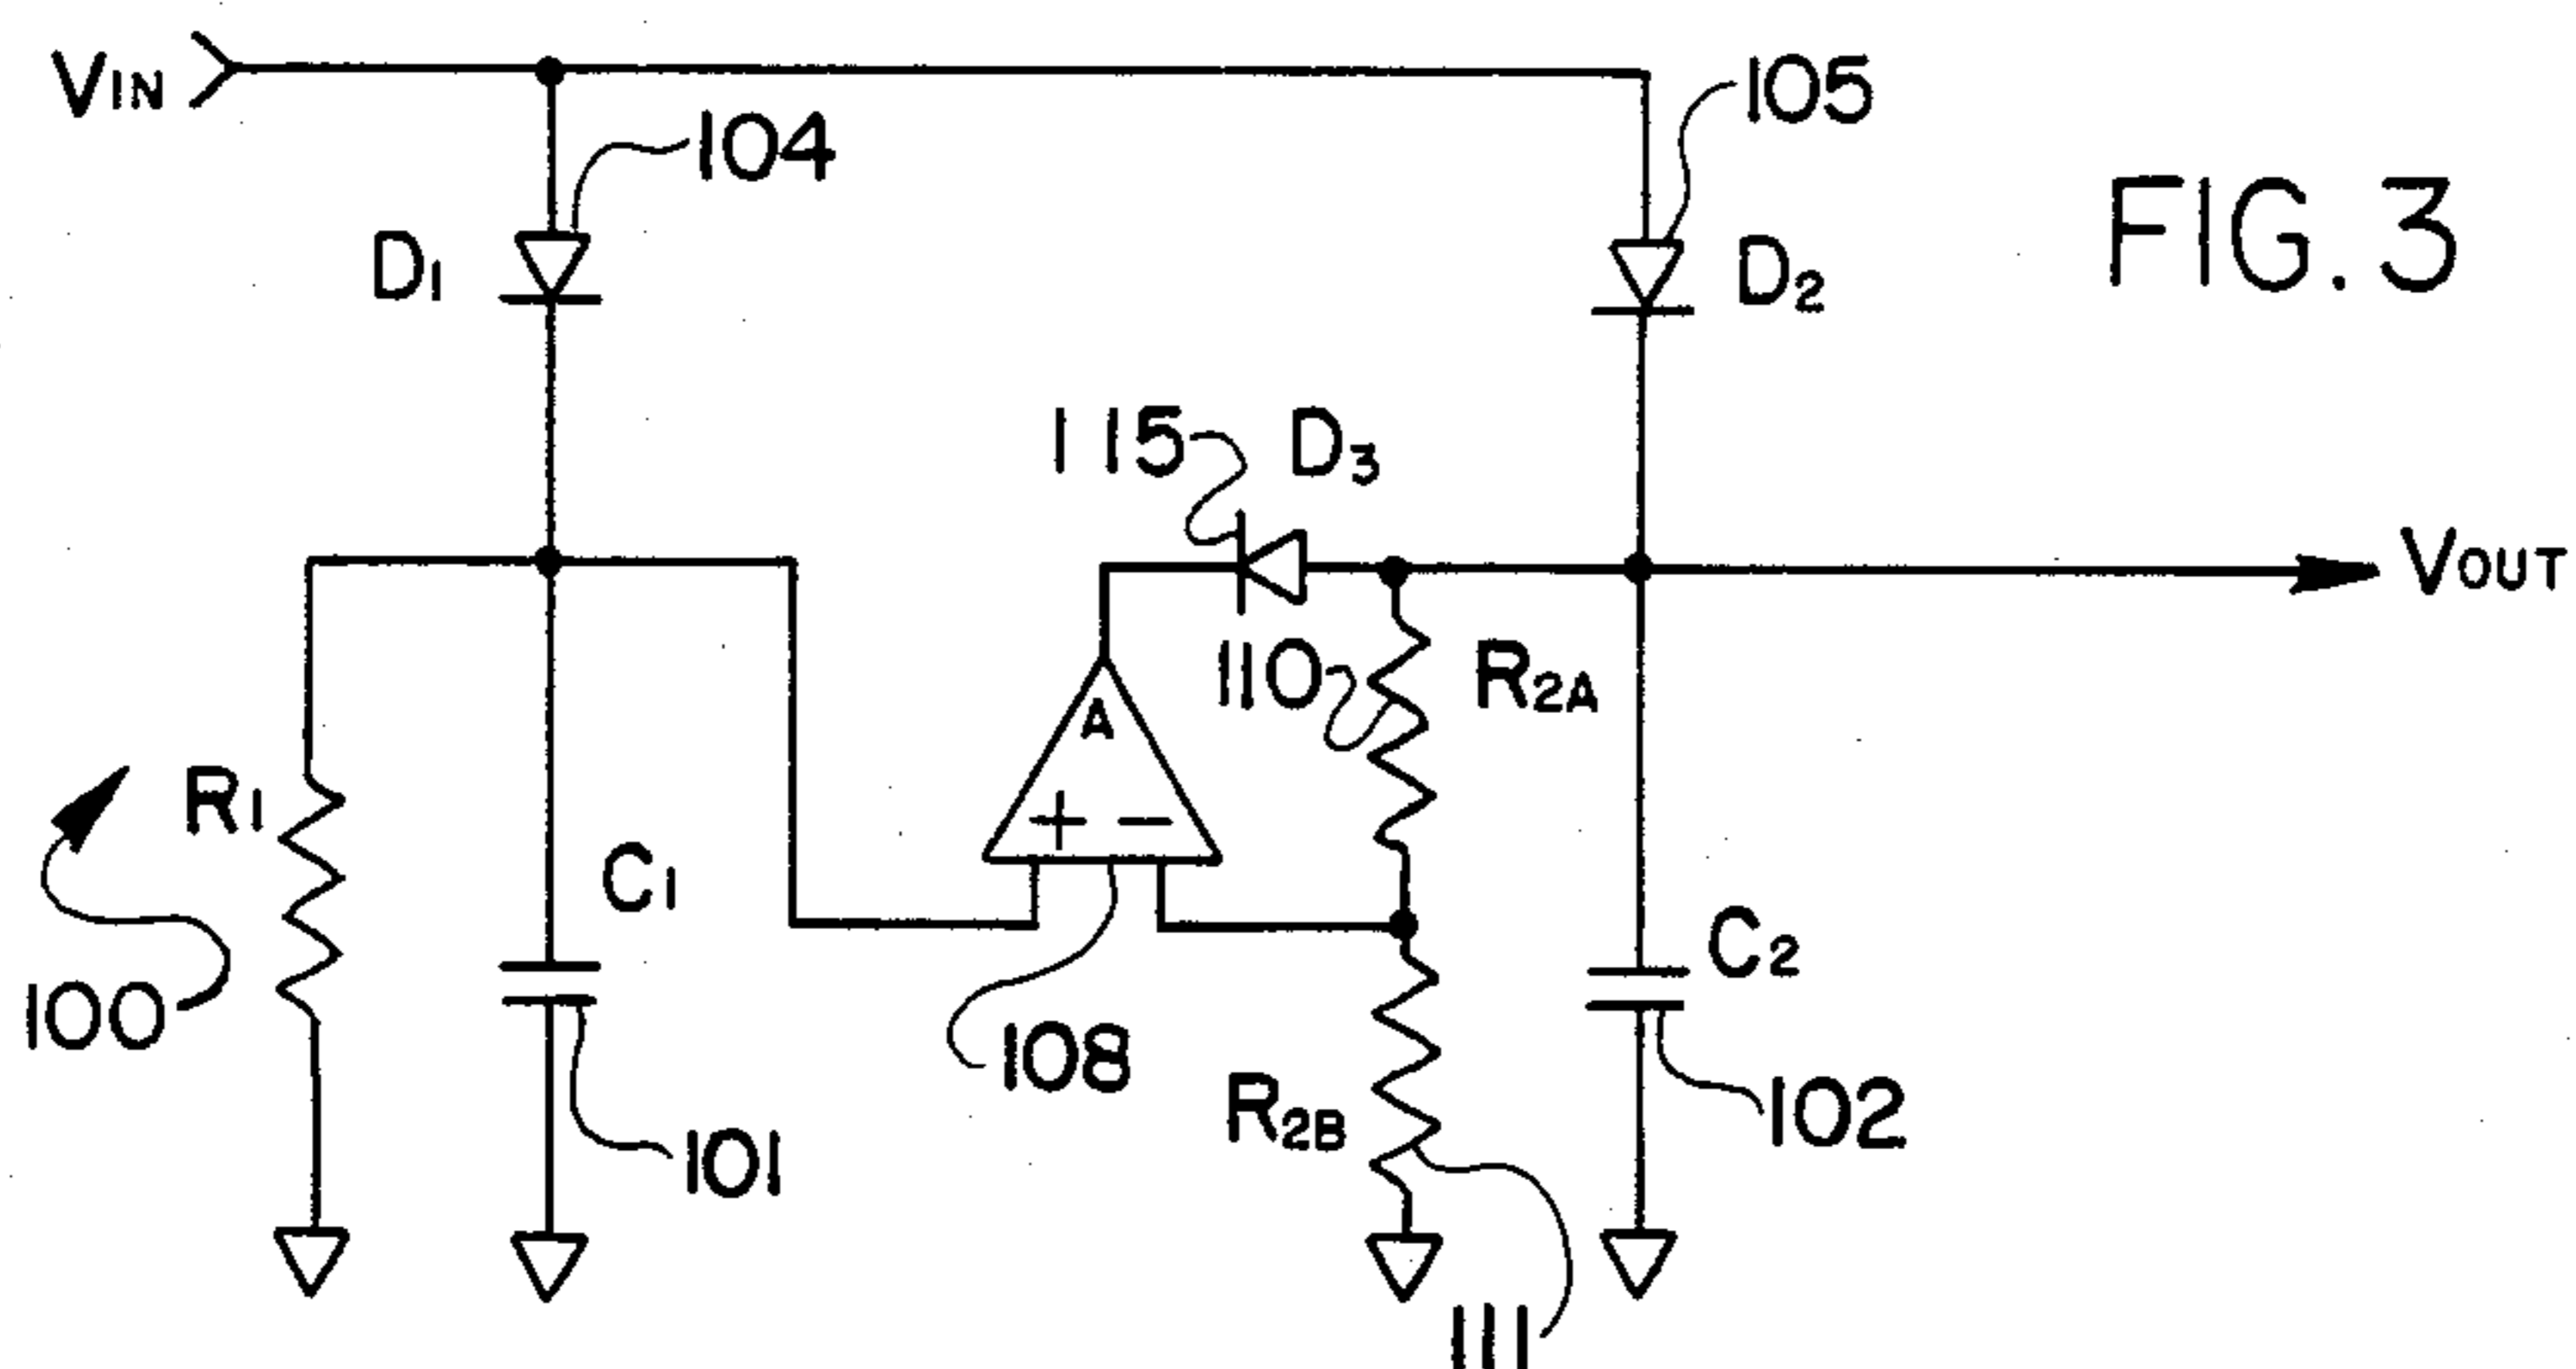 VIN
104
105
FIG. 3
D1
D2
115
D3
VOUT
110
R2A
A
R1
+ −
C1
C2
100
108
R2B
102
101
111